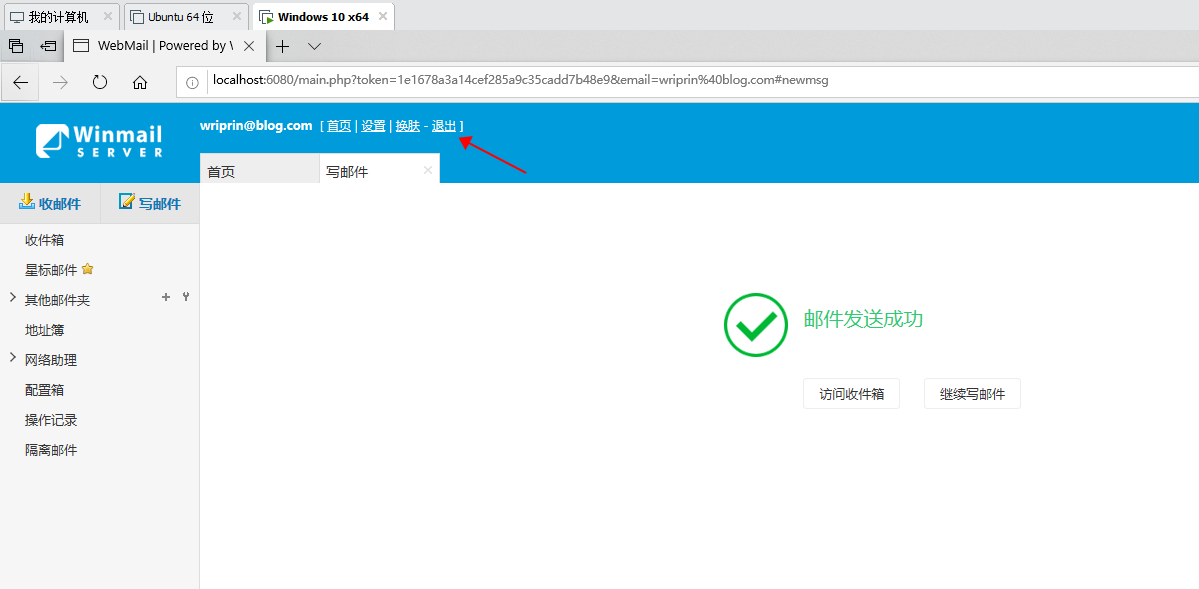 我的计算机 Ubuntu 64 位 Windows 10 x64
WebMail | Powered by
localhost:6080/main.php?token=1e1678a3a14cef285a9c35cadd7b48e9&email=wriprin%40blog.com#newmsg
Winmail
SERVER
wriprin@blog.com [ 首页 | 设置 | 换肤 - 退出 ]
首页 写邮件
收邮件 写邮件
收件箱
星标邮件
其他邮件夹
地址簿
网络助理
配置箱
操作记录
隔离邮件
邮件发送成功
访问收件箱 继续写邮件